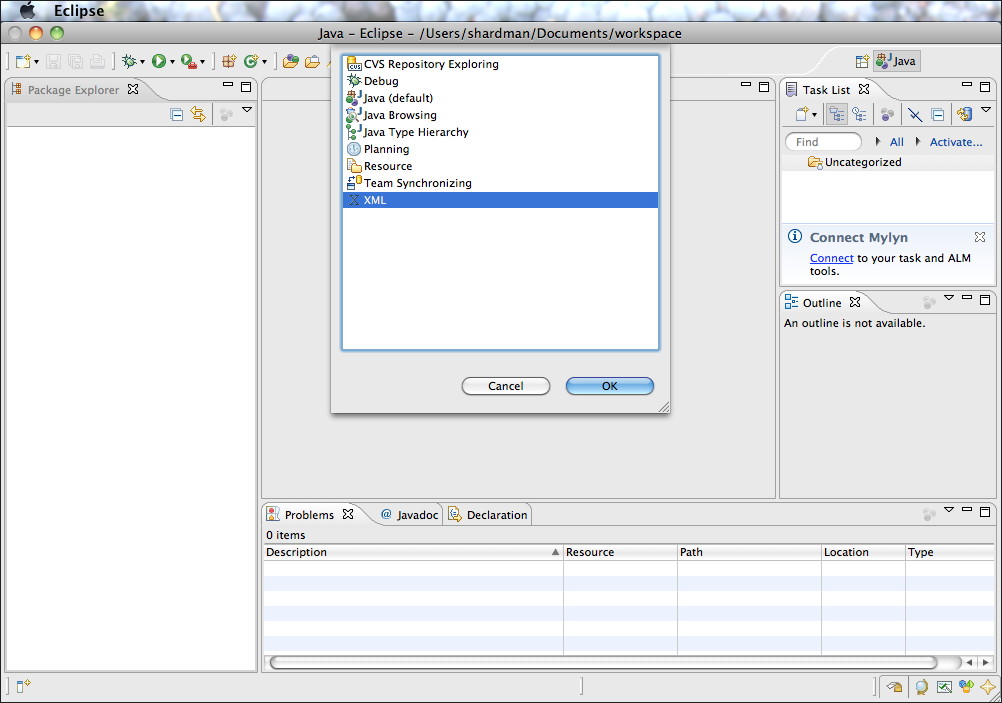 Eclipse
Java – Eclipse – /Users/shardman/Documents/workspace
Java
Package Explorer
CVS Repository Exploring
Debug
Java (default)
Java Browsing
Java Type Hierarchy
Planning
Resource
Team Synchronizing
XML
Cancel
OK
Task List
Find
All
Activate...
Uncategorized
Connect Mylyn
Connect to your task and ALM
tools.
Outline
An outline is not available.
Problems
@ Javadoc
Declaration
0 items
Description
Resource
Path
Location
Type